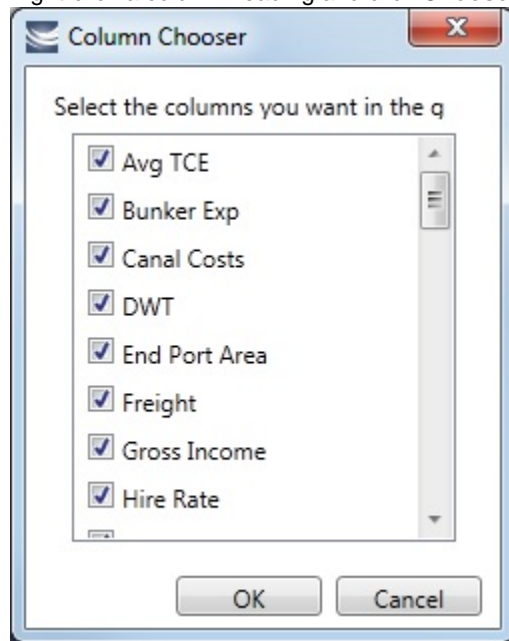 Column Chooser
Select the columns you want in the g
Avg TCE
Bunker Exp
Canal Costs
DWT
End Port Area
Freight
Gross Income
Hire Rate
OK
Cancel